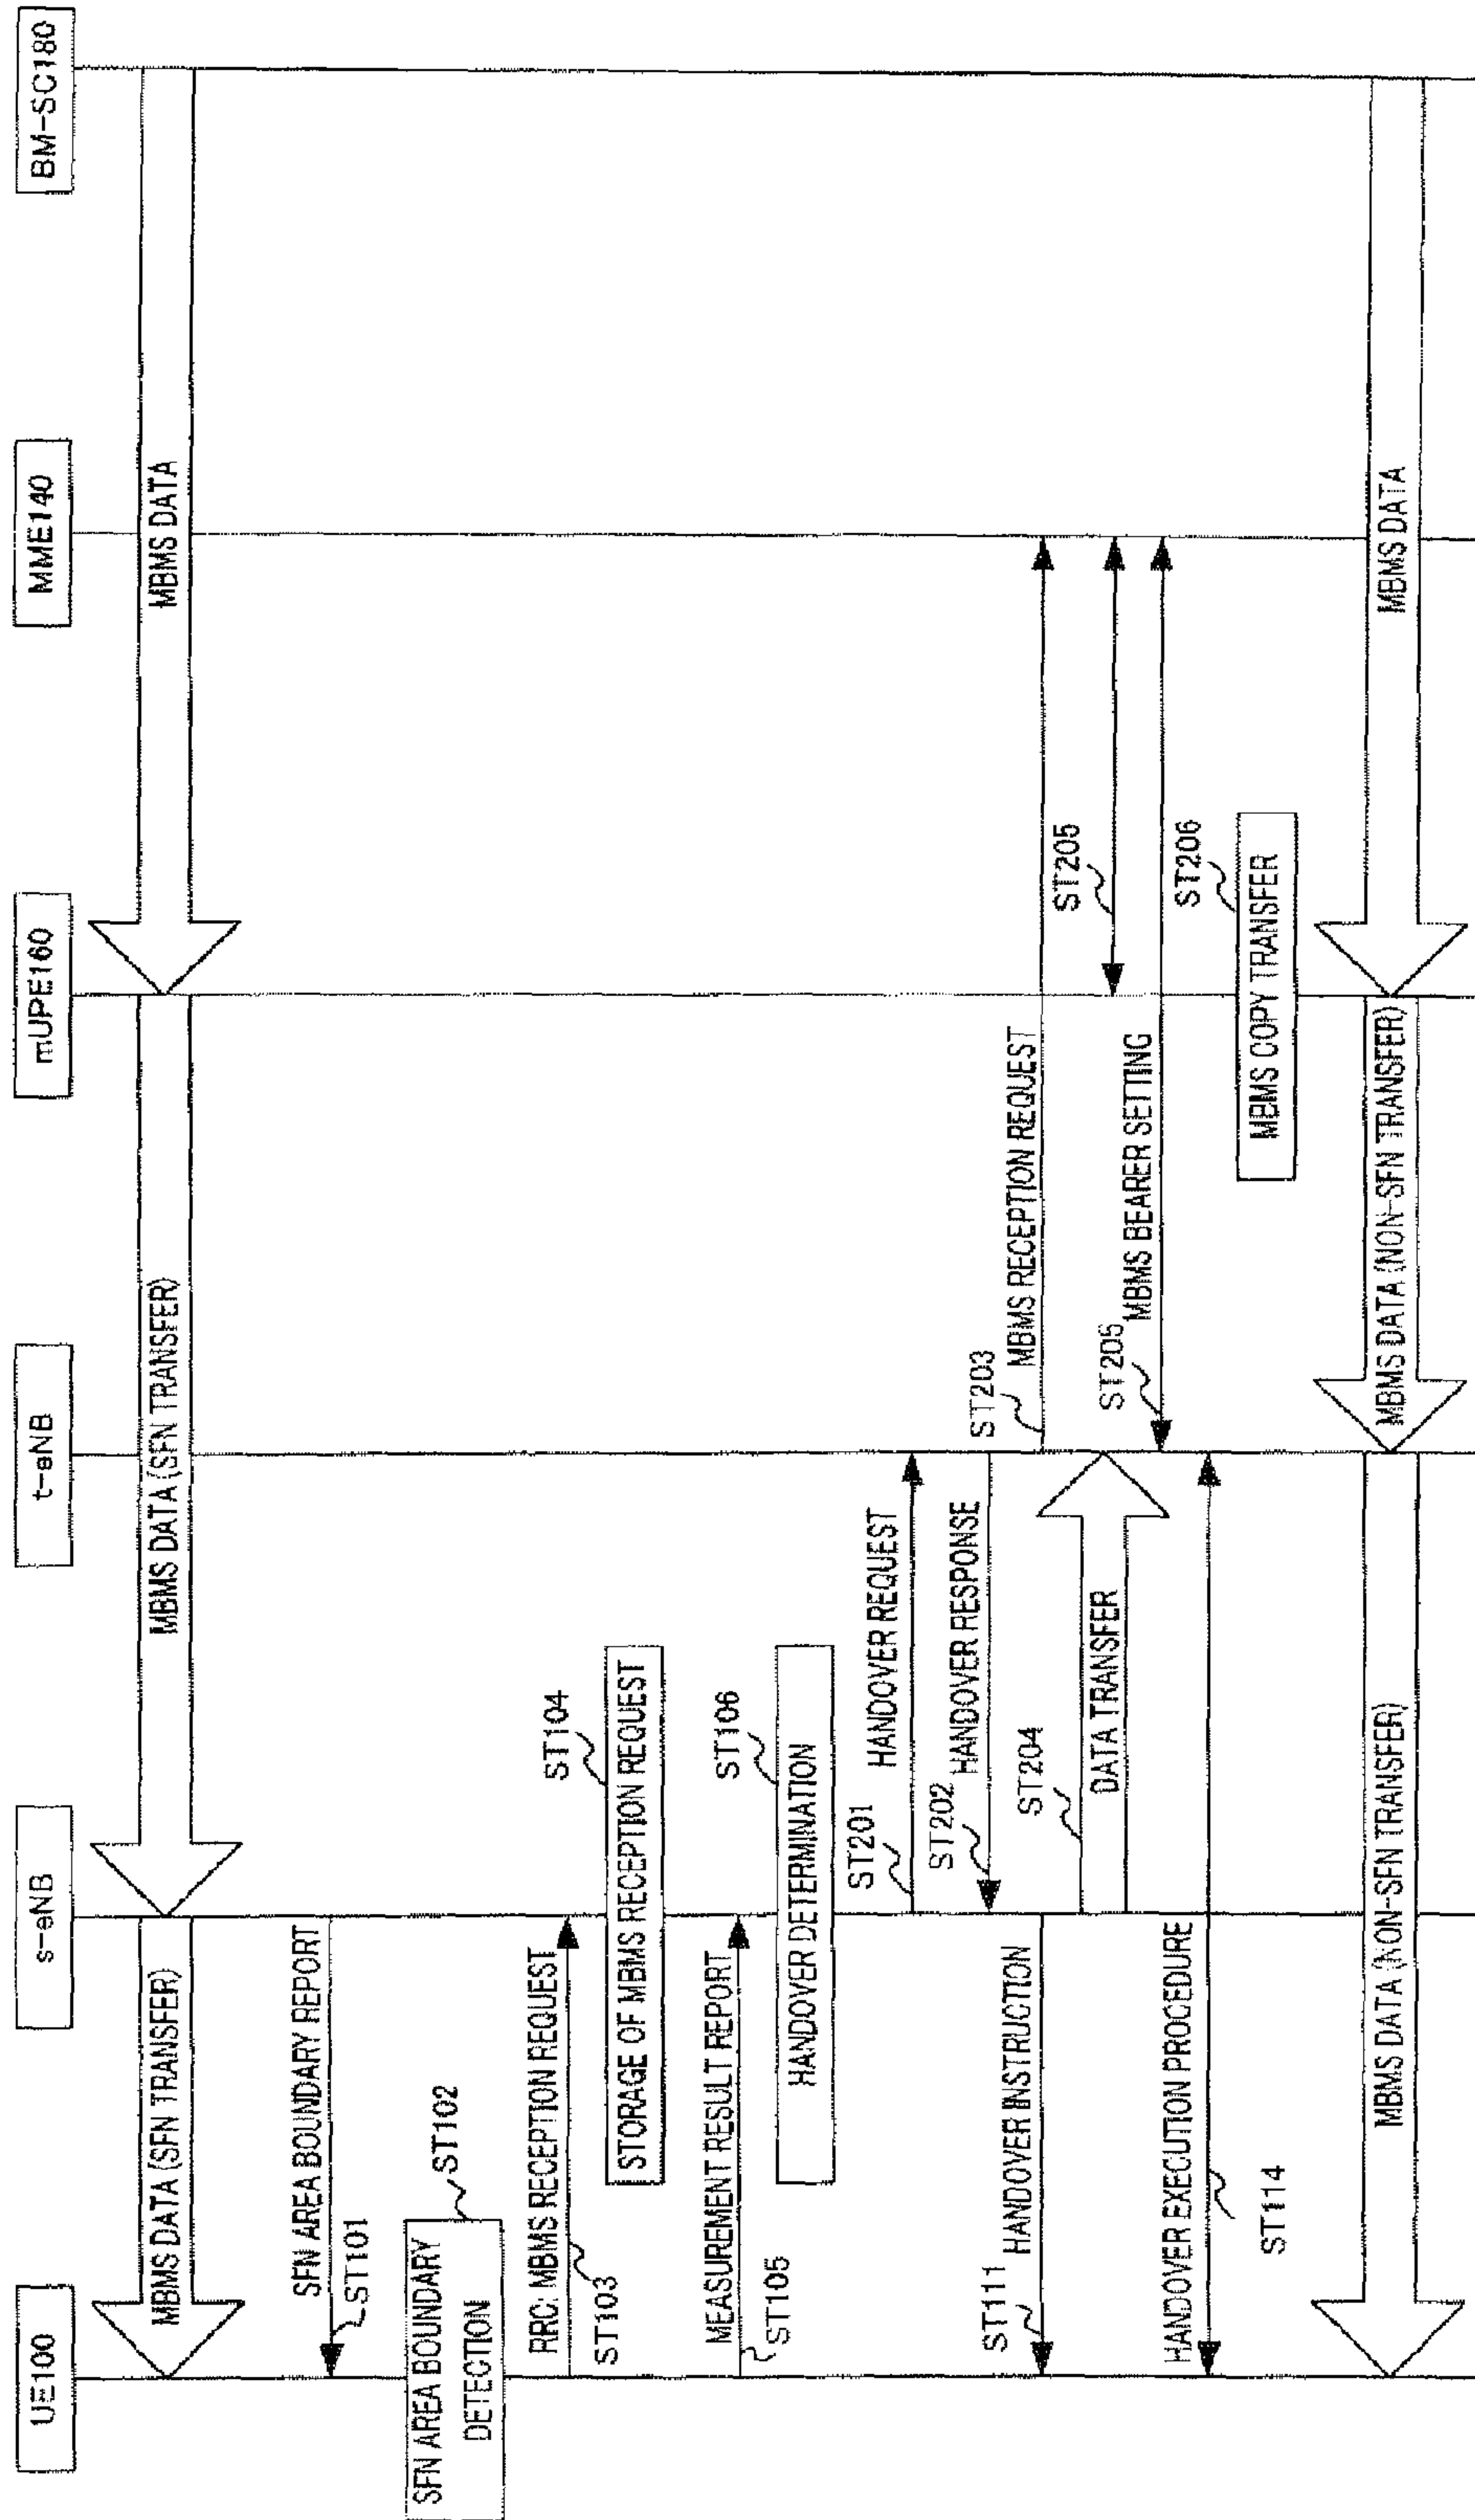 UE100
s-eNB
t-eNB
mUPE160
MME140
BM-SC180
MBMS DATA (SFN TRANSFER)
MBMS DATA (SFN TRANSFER)
MBMS DATA
SFN AREA BOUNDARY REPORT
ST101
SFN AREA BOUNDARY
DETECTION
ST102
RRC: MBMS RECEPTION REQUEST
ST103
ST104
STORAGE OF MBMS RECEPTION REQUEST
MEASUREMENT RESULT REPORT
ST105
ST106
HANDOVER DETERMINATION
HANDOVER REQUEST
ST201
HANDOVER RESPONSE
ST202
ST111
HANDOVER INSTRUCTION
ST203
MBMS RECEPTION REQUEST
ST204
DATA TRANSFER
ST205
ST205
MBMS BEARER SETTING
HANDOVER EXECUTION PROCEDURE
ST114
ST206
MBMS COPY TRANSFER
MBMS DATA (NON-SFN TRANSFER)
MBMS DATA (NON-SFN TRANSFER)
MBMS DATA